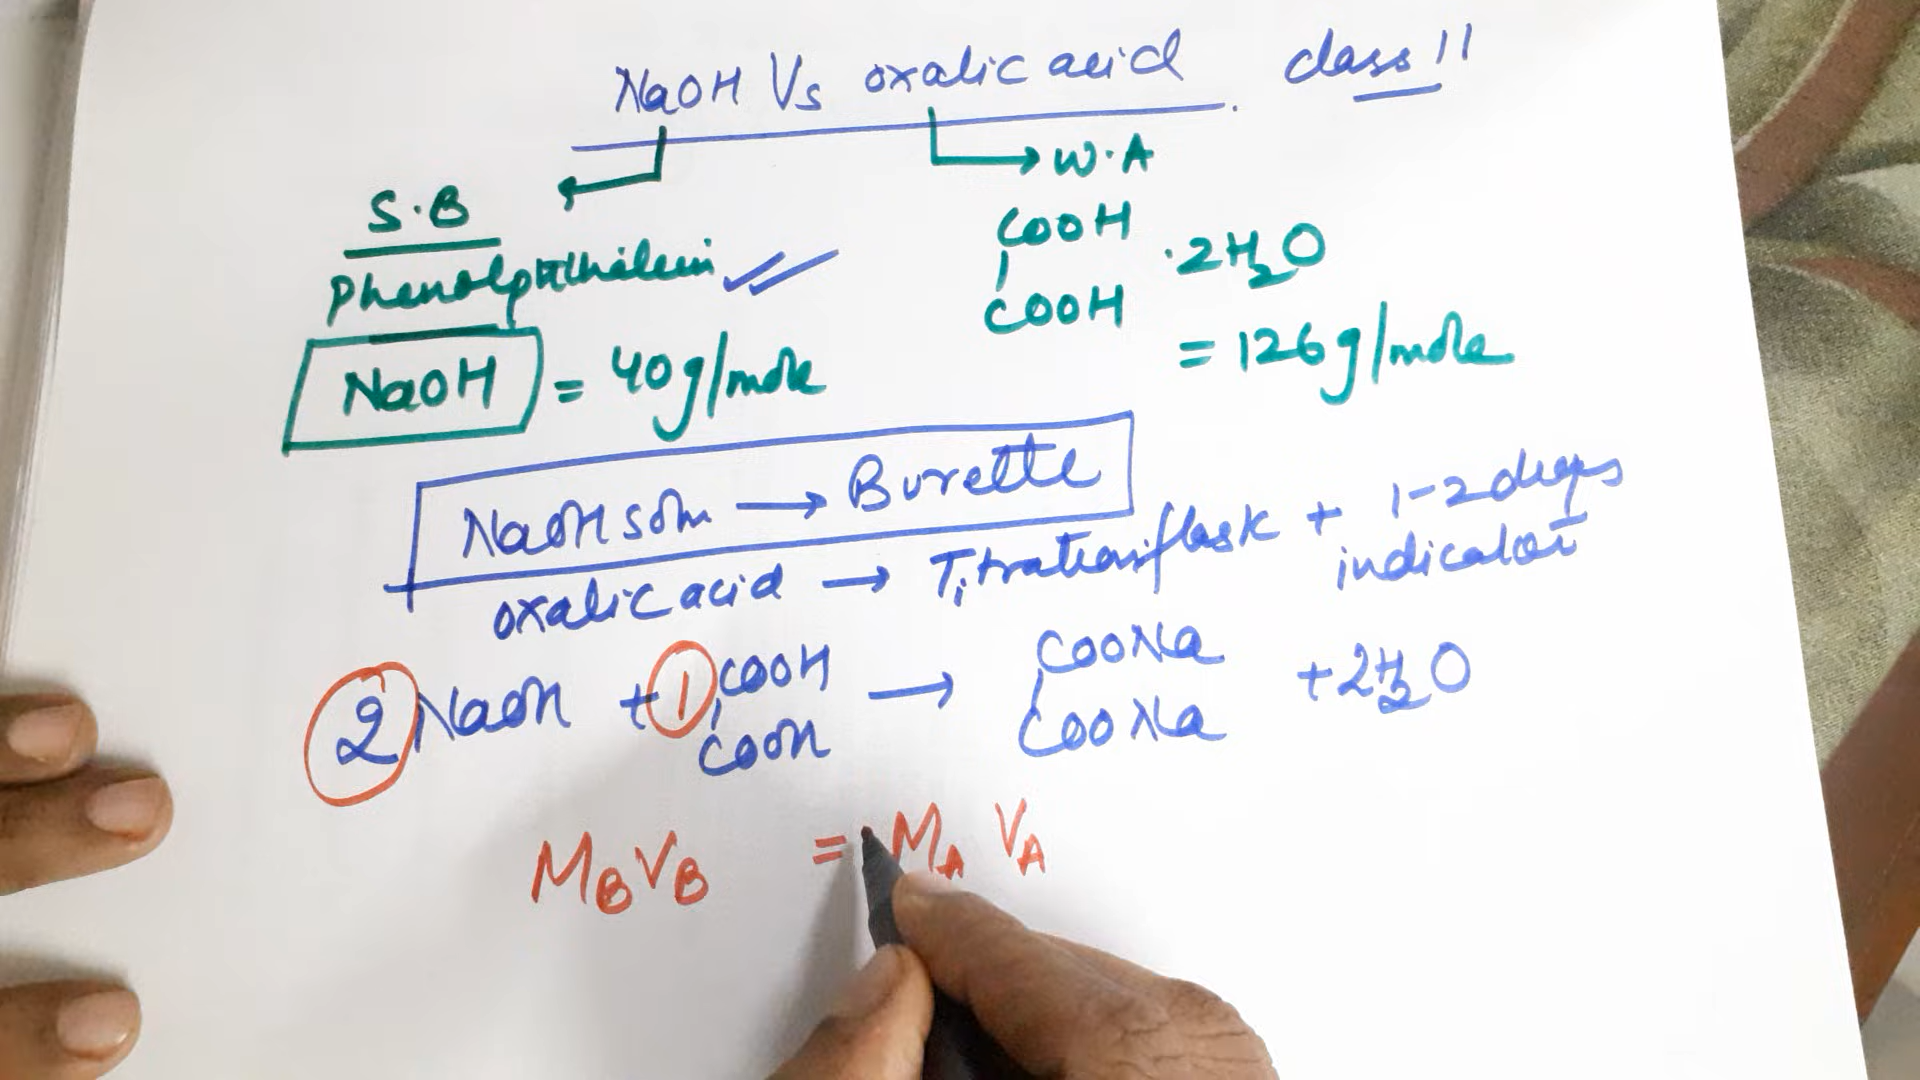 NaOH Vs oxalic acid. class 11
S.B
W.A
Phenolphthalein
COOH
COOH
.2H2O
NaOH = 40g/mole
= 126g/mole
NaOH soln → Burette
oxalic acid → Titration flask + 1-2 drops indicator
2 NaOH + 1 COOH
COOH
→ COONa
COONa
+ 2H2O
MBVB = MA VA